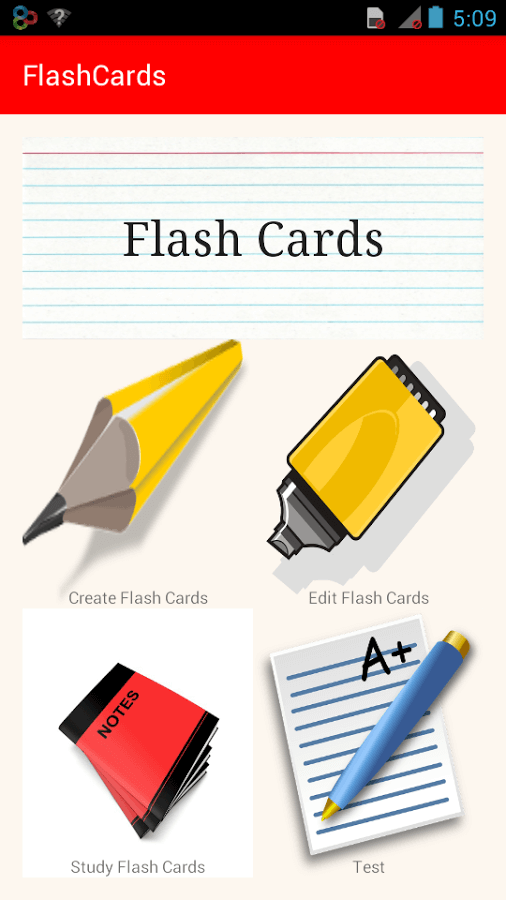 5:09
FlashCards
Flash Cards
Create Flash Cards
Edit Flash Cards
NOTES
A+
Study Flash Cards
Test